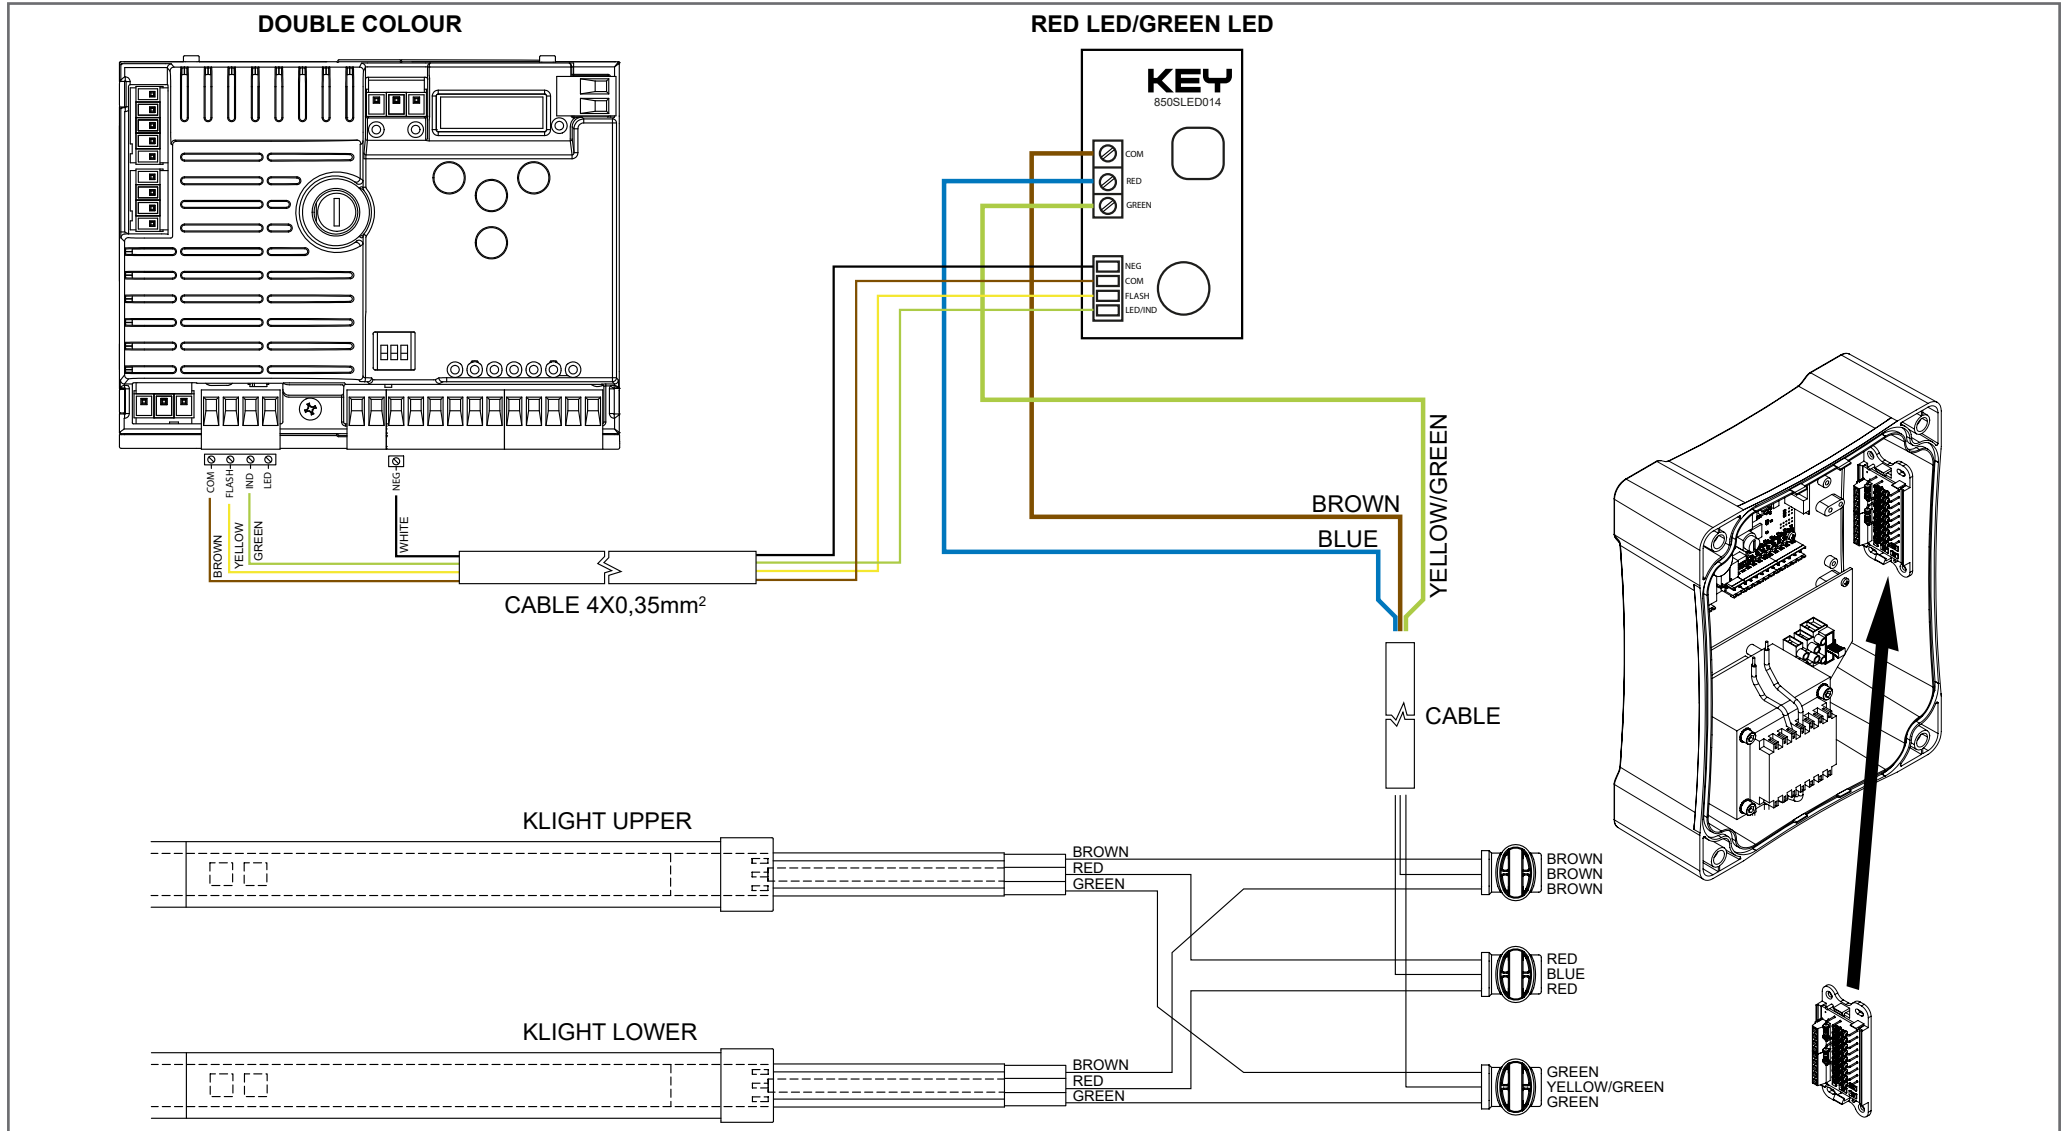 DOUBLE COLOUR
RED LED/GREEN LED
KEY
850SLED014
COM
RED
GREEN
NEG
COM
FLASH
LED/IND
COM
FLASH
IND
LED
NEG
BROWN
YELLOW
GREEN
WHITE
CABLE 4X0,35mm²
BROWN
BLUE
YELLOW/GREEN
CABLE
KLIGHT UPPER
BROWN
RED
GREEN
BROWN
BROWN
BROWN
RED
BLUE
RED
KLIGHT LOWER
BROWN
RED
GREEN
GREEN
YELLOW/GREEN
GREEN